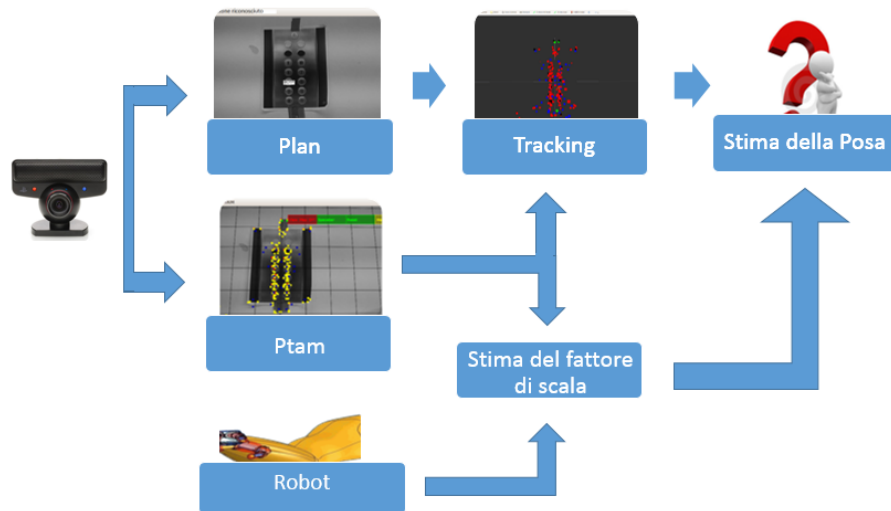 Plan
Tracking
Stima della Posa
Ptam
Stima del fattore
di scala
Robot